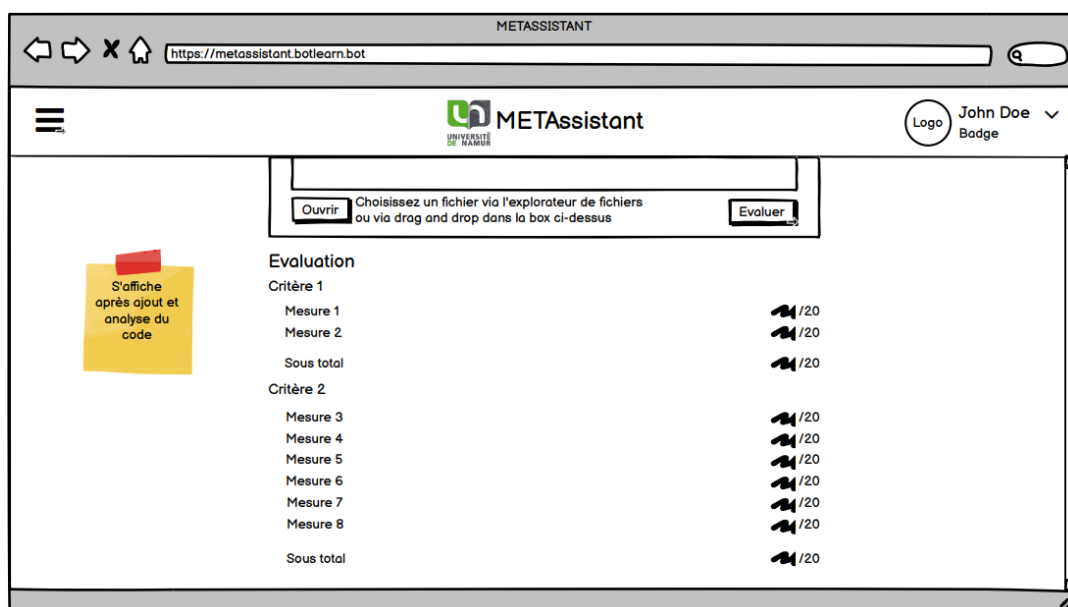 METASSISTANT
https://metassistant.botlearn.bot
UNIVERSITÉ
DE NAMUR
METAssistant
Logo
John Doe
Badge
Ouvrir
Choisissez un fichier via l'explorateur de fichiers
ou via drag and drop dans la box ci-dessus
Evaluer
S'affiche
après ajout et
analyse du
code
Evaluation
Critère 1
Mesure 1 /20
Mesure 2 /20
Sous total /20
Critère 2
Mesure 3 /20
Mesure 4 /20
Mesure 5 /20
Mesure 6 /20
Mesure 7 /20
Mesure 8 /20
Sous total /20